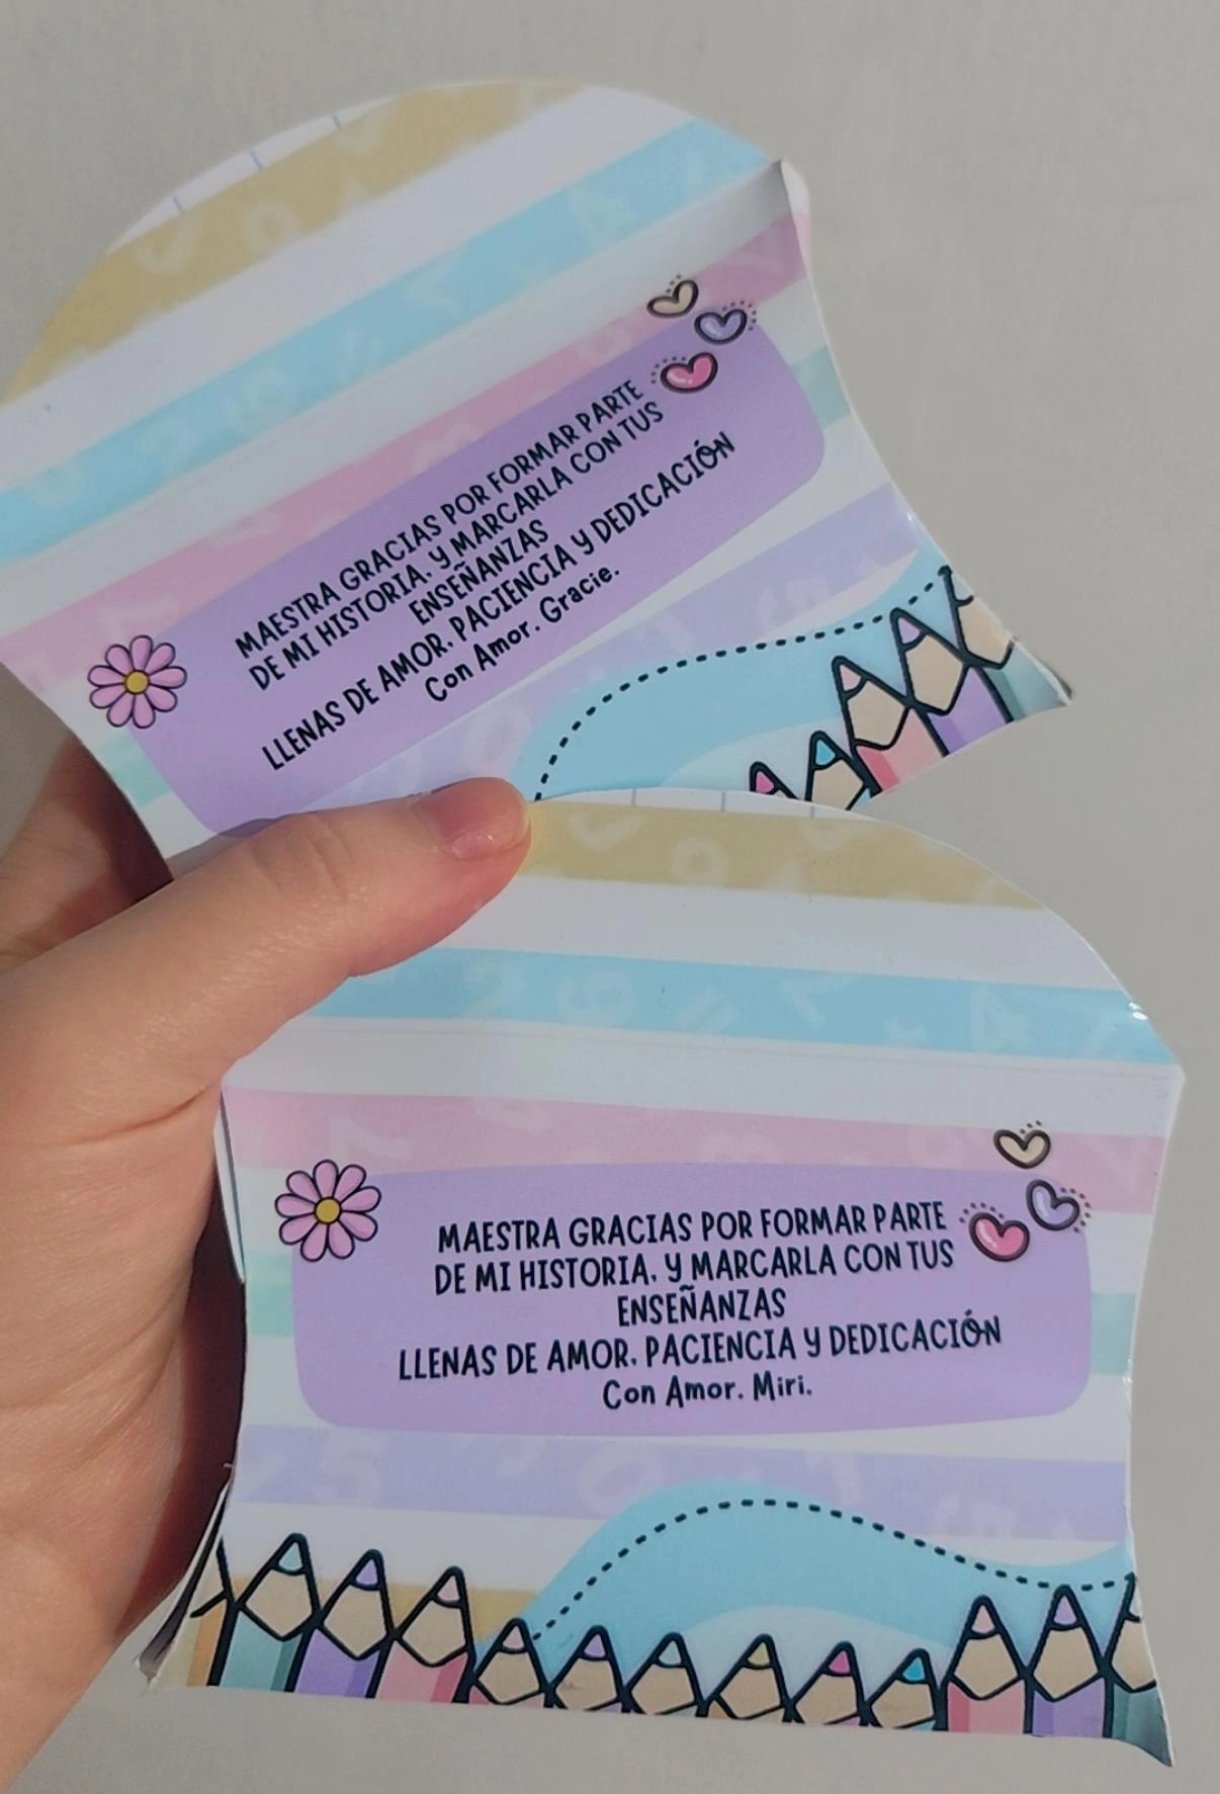 MAESTRA GRACIAS POR FORMAR PARTE
DE MI HISTORIA. Y MARCARLA CON TUS
ENSEÑANZAS
LLENAS DE AMOR. PACIENCIA Y DEDICACIÓN
Con Amor. Gracie.
MAESTRA GRACIAS POR FORMAR PARTE
DE MI HISTORIA. Y MARCARLA CON TUS
ENSEÑANZAS
LLENAS DE AMOR. PACIENCIA Y DEDICACIÓN
Con Amor. Miri.